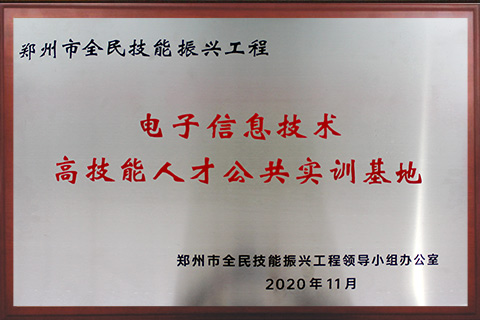 郑州市全民技能振兴工程
电子信息技术
高技能人才公共实训基地
郑州市全民技能振兴工程领导小组办公室
2020年11月